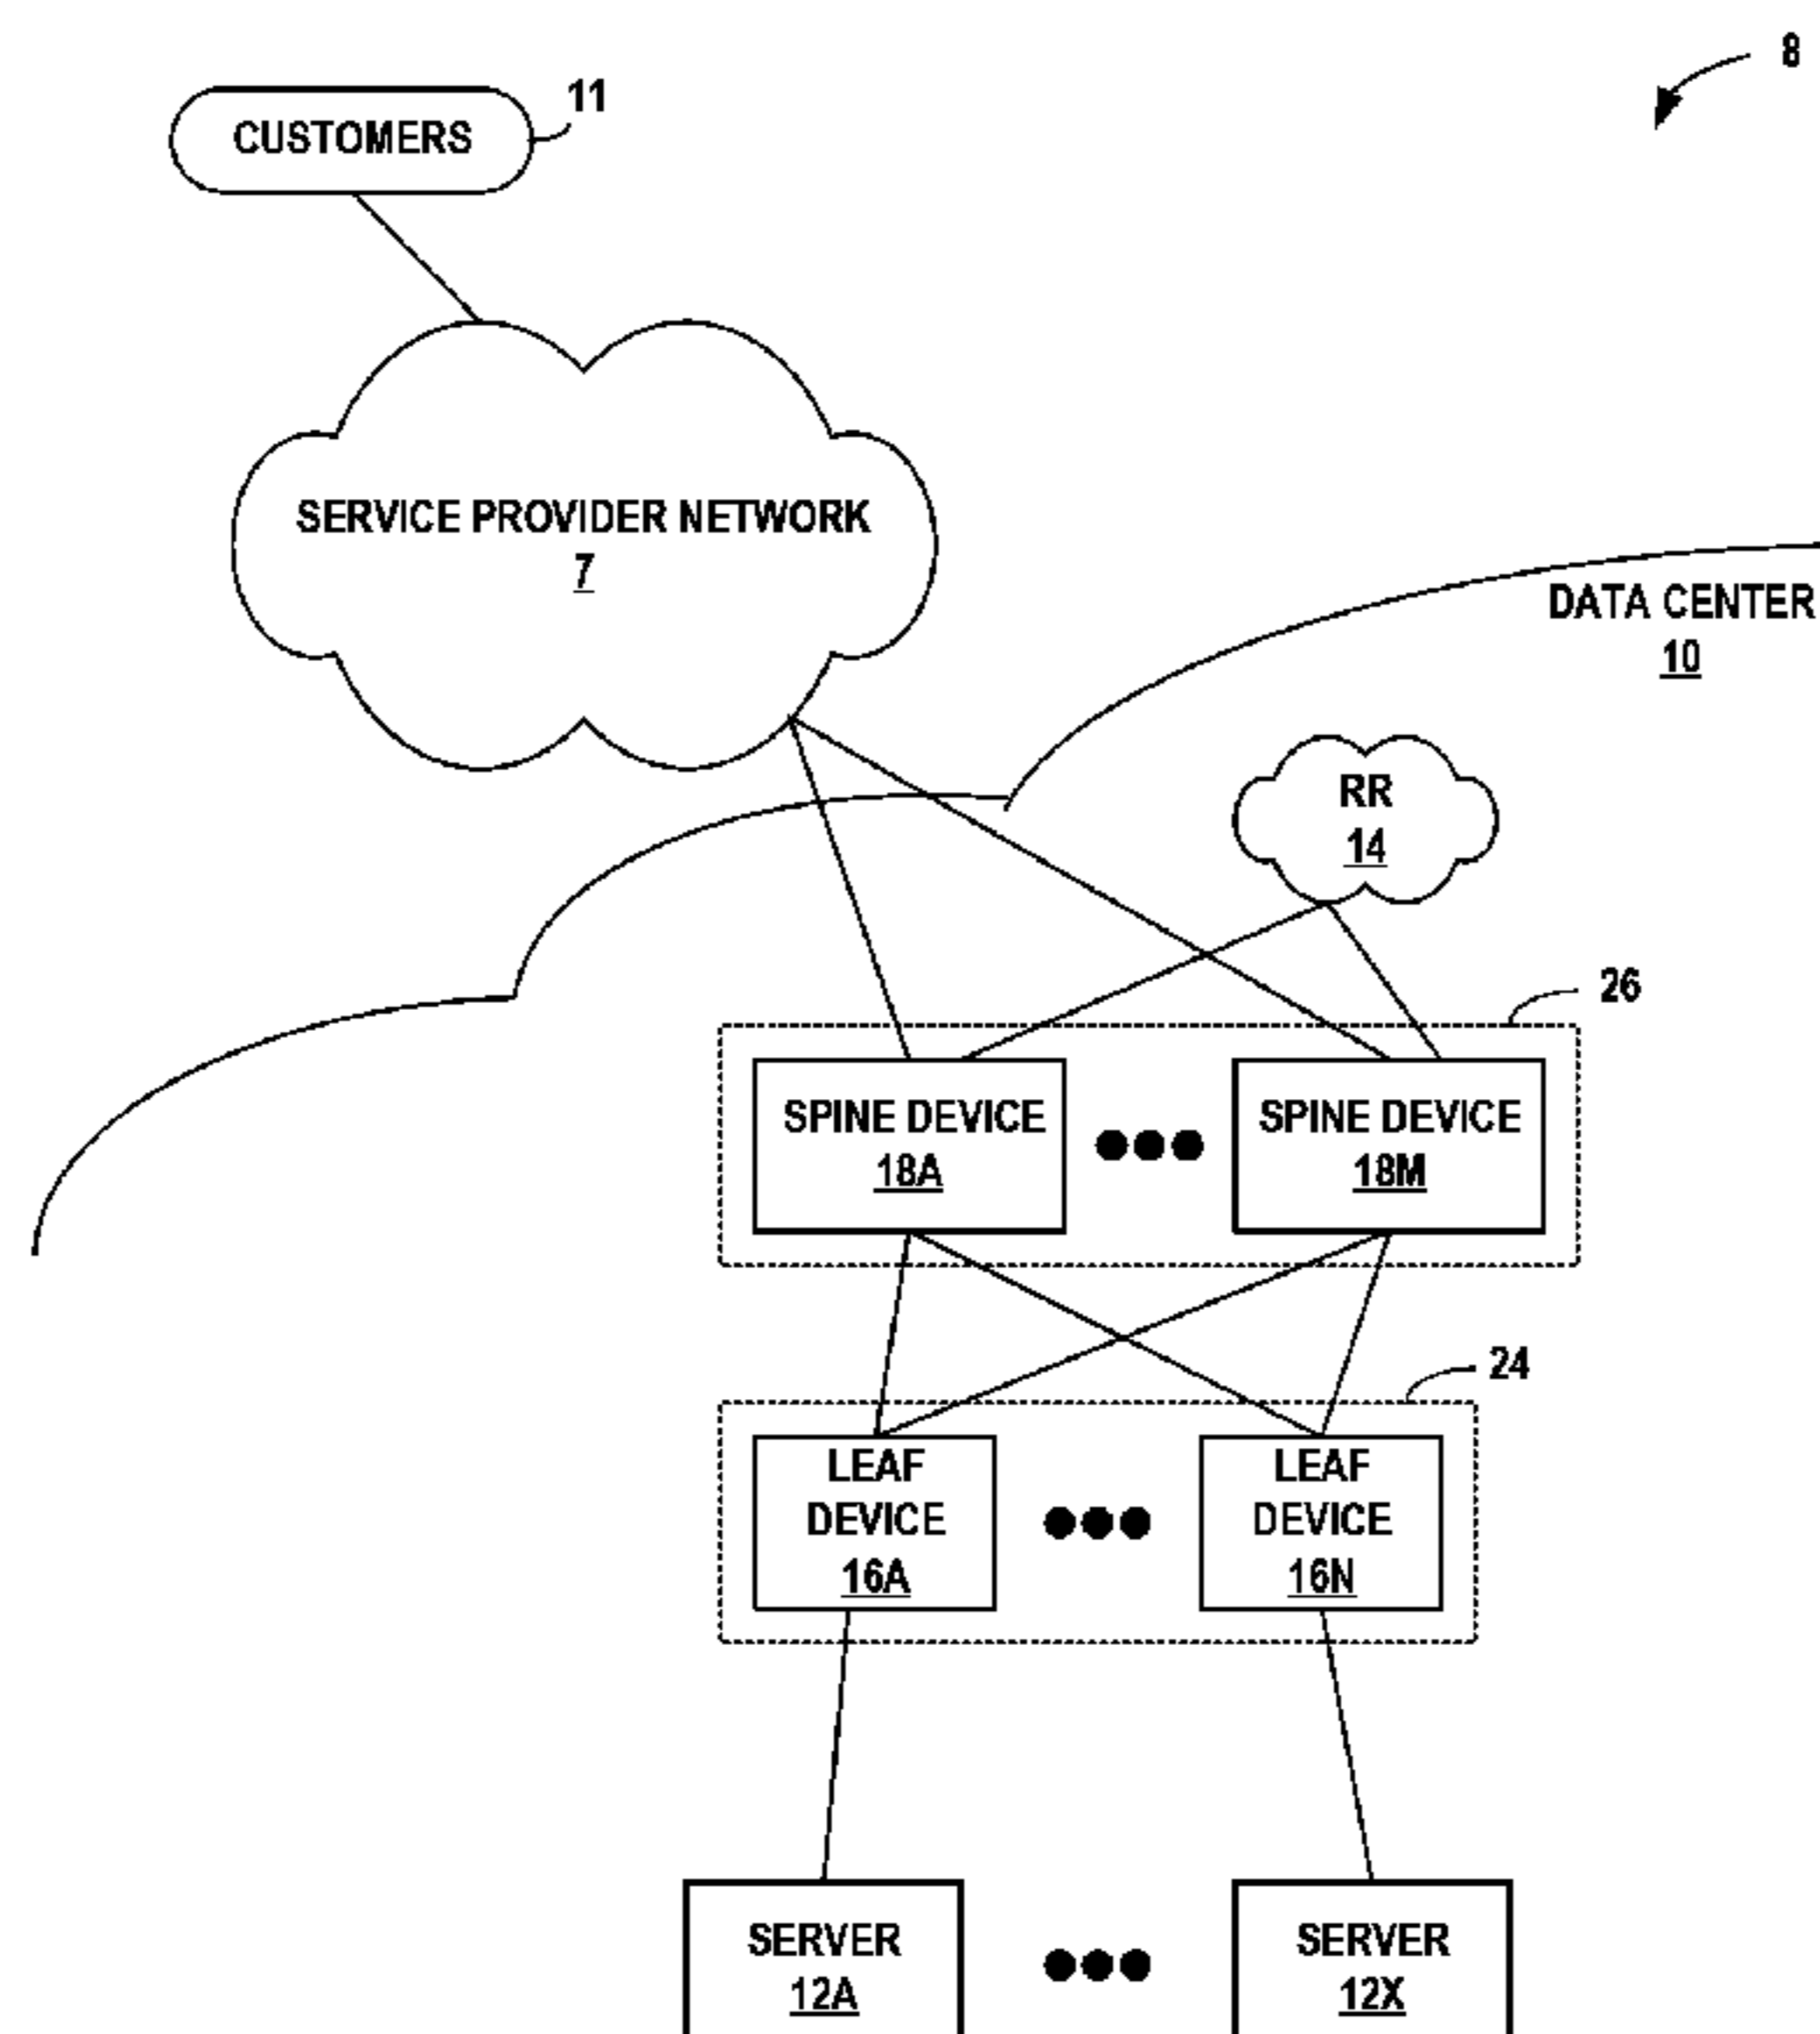 8
11
CUSTOMERS
SERVICE PROVIDER NETWORK
7
DATA CENTER
10
RR
14
26
SPINE DEVICE
18A
SPINE DEVICE
18M
24
LEAF
DEVICE
16A
LEAF
DEVICE
16N
SERVER
12A
SERVER
12X